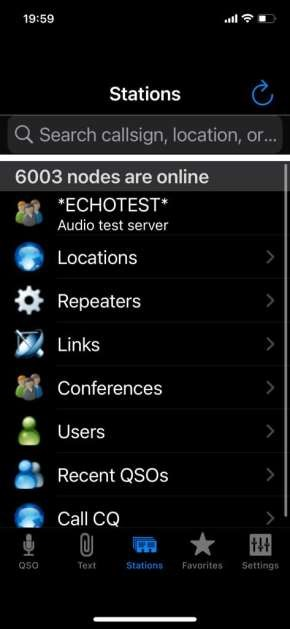 19:59
Stations
Search callsign, location, or...
6003 nodes are online
*ECHOTEST*
Audio test server
Locations
Repeaters
Links
Conferences
Users
Recent QSOs
Call CQ
QSO
Text
Stations
Favorites
Settings